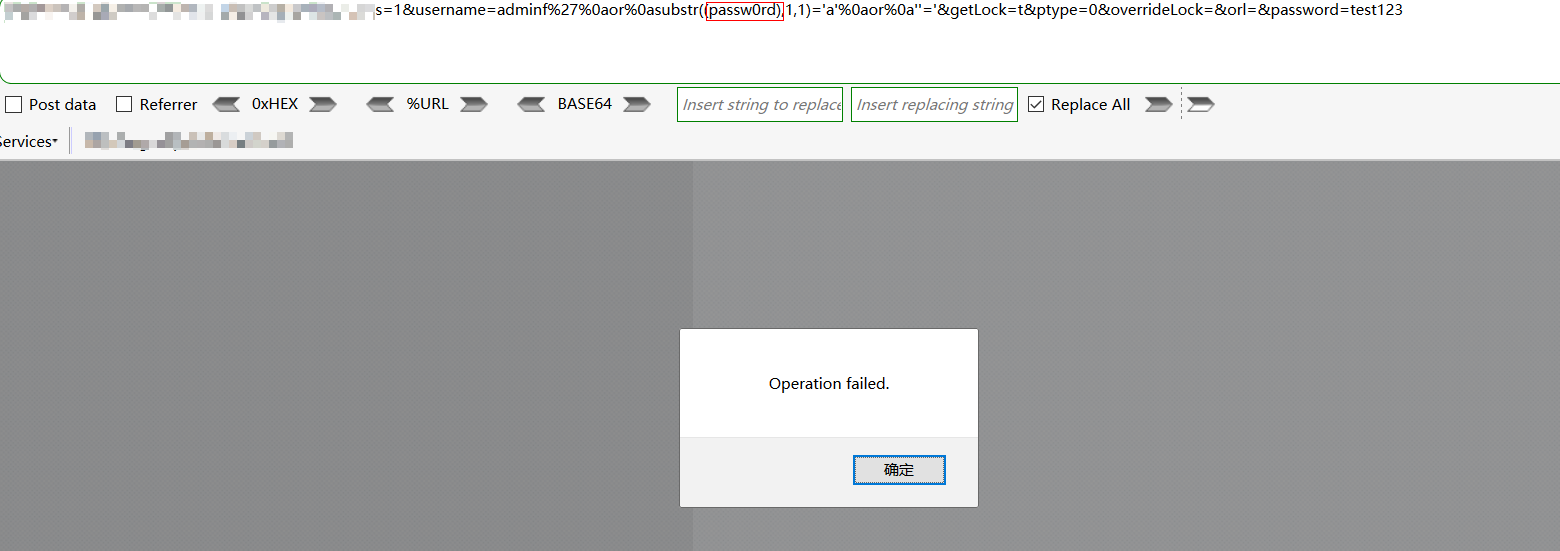 s=1&username=adminf%27%0aor%0asubstr((passw0rd),1,1)='a'%0aor%0a''='&getLock=t&ptype=0&overrideLock=&orl=&password=test123
Post data Referrer 0xHEX %URL BASE64 Insert string to replace Insert replacing string Replace All
Services
Operation failed.
确定